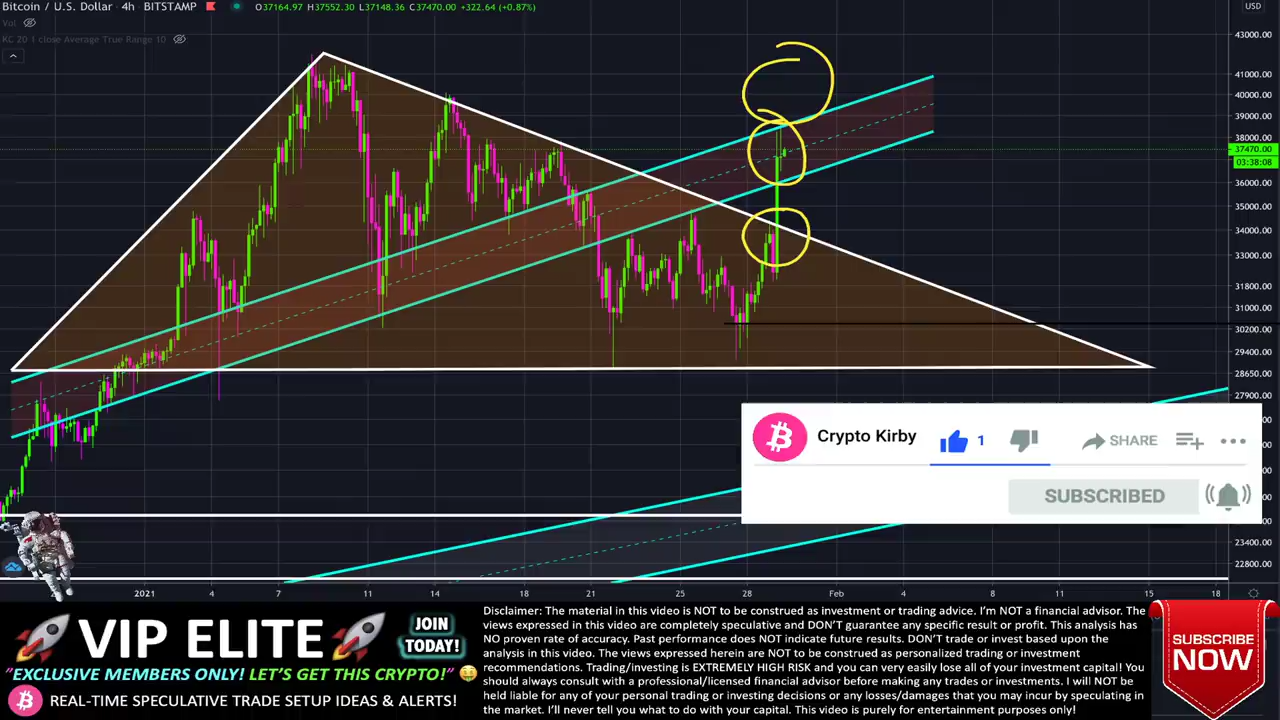 Bitcoin / U.S. Dollar · 4h · BITSTAMP O37164.97 H37552.30 L37148.36 C37470.00 +322.64 (+0.87%) USD
Vol
KC 20 1 close Average True Range 10
43000.00
41000.00
40000.00
39000.00
38000.00
37470.00
03:38:08
36000.00
35000.00
34000.00
33000.00
31800.00
31000.00
30200.00
29400.00
28650.00
27900.00
Crypto Kirby 1 SHARE
SUBSCRIBED
23400.00
22800.00
2021 4 7 11 14 18 21 25 28 Feb 4 8 11 15 18
VIP ELITE
JOIN
TODAY!
"EXCLUSIVE MEMBERS ONLY! LET'S GET THIS CRYPTO!"
REAL-TIME SPECULATIVE TRADE SETUP IDEAS & ALERTS!
Disclaimer: The material in this video is NOT to be construed as investment or trading advice. I'm NOT a financial advisor. The
views expressed in this video are completely speculative and DON'T guarantee any specific result or profit. This analysis has
NO proven rate of accuracy. Past performance does NOT indicate future results. DON'T trade or invest based upon the
analysis in this video. The views expressed herein are NOT to be construed as personalized trading or investment
recommendations. Trading/investing is EXTREMELY HIGH RISK and you can very easily lose all of your investment capital! You
should always consult with a professional/licensed financial advisor before making any trades or investments. I will NOT be
held liable for any of your personal trading or investing decisions or any losses/damages that you may incur by speculating in
the market. I'll never tell you what to do with your capital. This video is purely for entertainment purposes only!
SUBSCRIBE
NOW